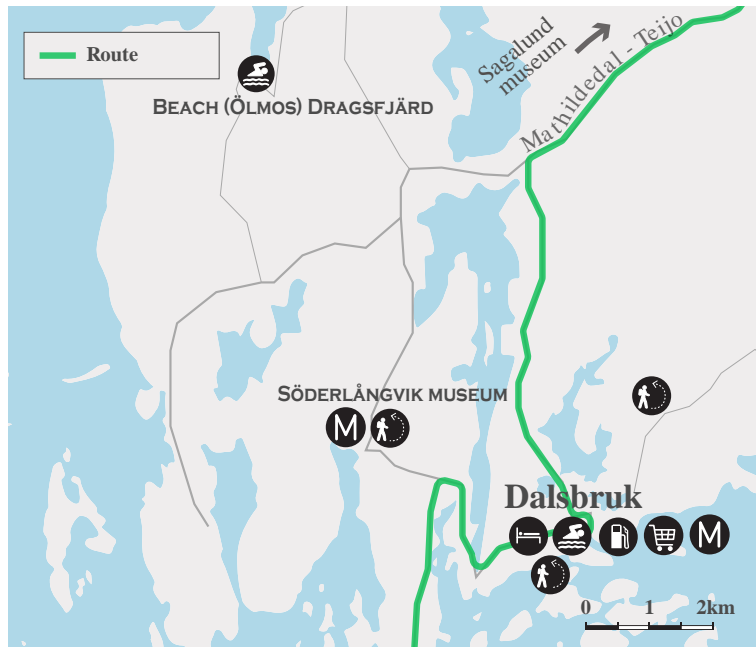 Route
Sagalund
museum
Mathildedal - Teijo
Beach (Ölmos) Dragsfjärd
Söderlångvik museum
M
Dalsbruk
M
0 1 2km